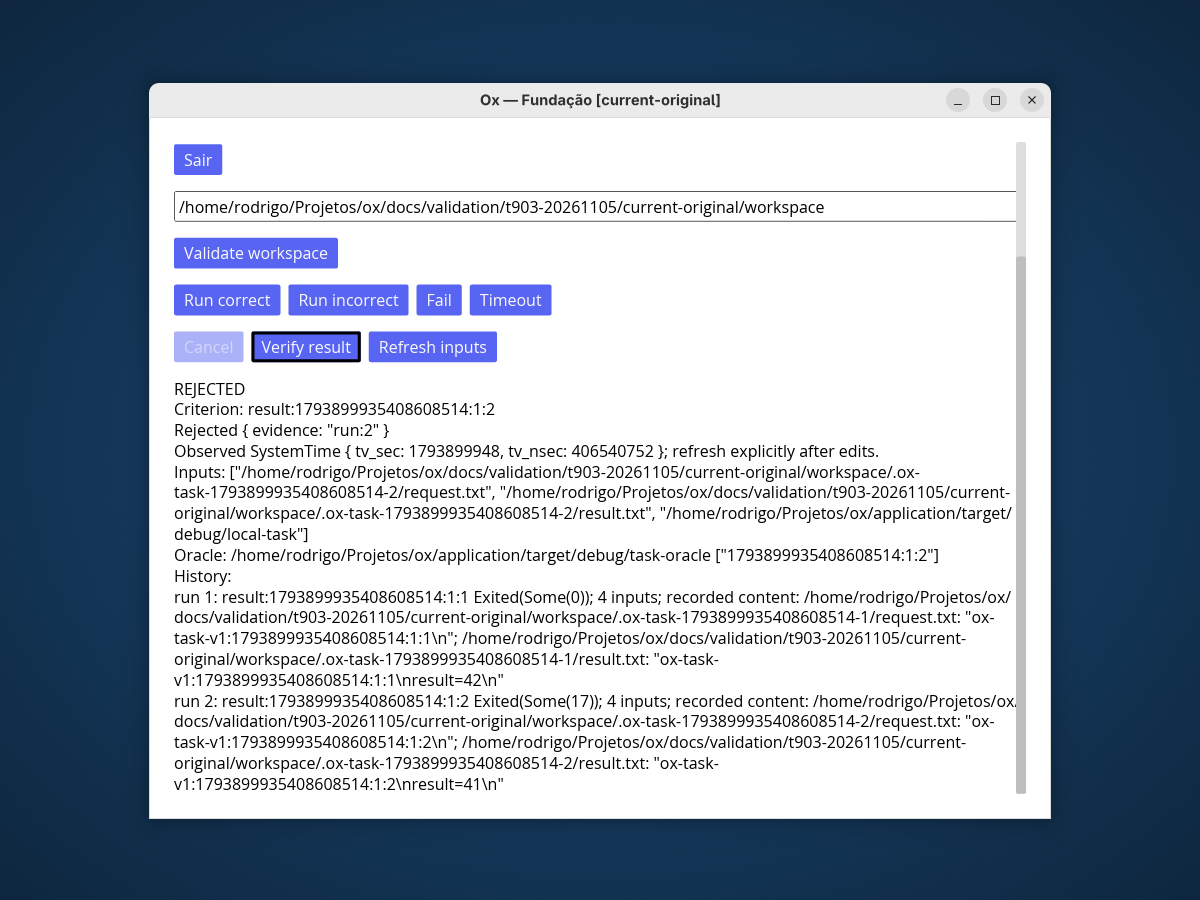 Ox — Fundação [current-original]
Sair
/home/rodrigo/Projetos/ox/docs/validation/t903-20261105/current-original/workspace
Validate workspace
Run correct Run incorrect Fail Timeout
Cancel Verify result Refresh inputs
REJECTED
Criterion: result:1793899935408608514:1:2
Rejected { evidence: "run:2" }
Observed SystemTime { tv_sec: 1793899948, tv_nsec: 406540752 }; refresh explicitly after edits.
Inputs: ["/home/rodrigo/Projetos/ox/docs/validation/t903-20261105/current-original/workspace/.ox-
task-1793899935408608514-2/request.txt", "/home/rodrigo/Projetos/ox/docs/validation/t903-20261105/current-
original/workspace/.ox-task-1793899935408608514-2/result.txt", "/home/rodrigo/Projetos/ox/application/target/
debug/local-task"]
Oracle: /home/rodrigo/Projetos/ox/application/target/debug/task-oracle ["1793899935408608514:1:2"]
History:
run 1: result:1793899935408608514:1:1 Exited(Some(0)); 4 inputs; recorded content: /home/rodrigo/Projetos/ox/
docs/validation/t903-20261105/current-original/workspace/.ox-task-1793899935408608514-1/request.txt: "ox-
task-v1:1793899935408608514:1:1\n"; /home/rodrigo/Projetos/ox/docs/validation/t903-20261105/current-
original/workspace/.ox-task-1793899935408608514-1/result.txt: "ox-task-
v1:1793899935408608514:1:1\nresult=42\n"
run 2: result:1793899935408608514:1:2 Exited(Some(17)); 4 inputs; recorded content: /home/rodrigo/Projetos/ox/
docs/validation/t903-20261105/current-original/workspace/.ox-task-1793899935408608514-2/request.txt: "ox-
task-v1:1793899935408608514:1:2\n"; /home/rodrigo/Projetos/ox/docs/validation/t903-20261105/current-
original/workspace/.ox-task-1793899935408608514-2/result.txt: "ox-task-
v1:1793899935408608514:1:2\nresult=41\n"